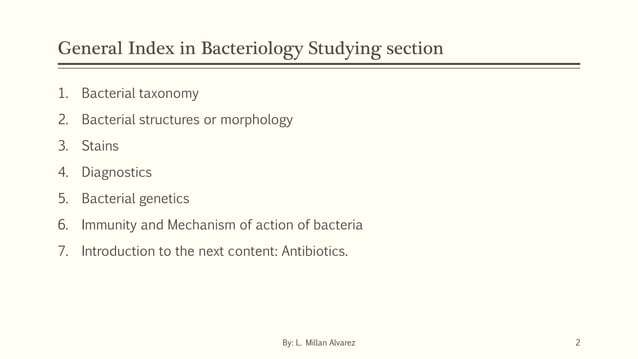 General Index in Bacteriology Studying section
1. Bacterial taxonomy
2. Bacterial structures or morphology
3. Stains
4. Diagnostics
5. Bacterial genetics
6. Immunity and Mechanism of action of bacteria
7. Introduction to the next content: Antibiotics.
By: L. Millan Alvarez
2